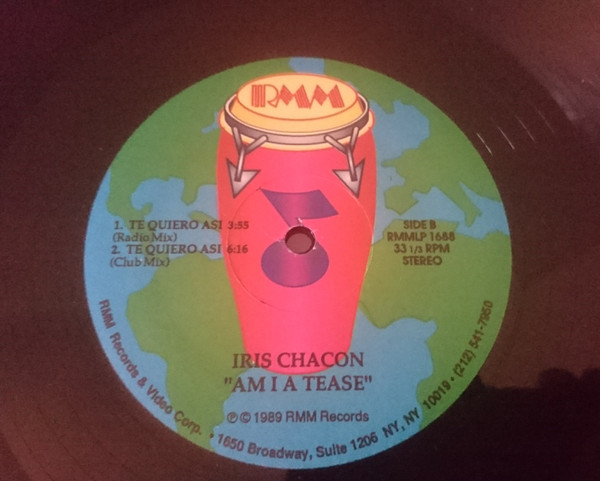 RMM
1. TE QUIERO ASI 3:55
(Radio Mix)
2. TE QUIERO ASI 6:16
(Club Mix)
SIDE B
RMMLP 1688
33 1/3 RPM
STEREO
IRIS CHACON
"AM I A TEASE"
℗ © 1989 RMM Records
RMM Records & Video Corp. • 1650 Broadway, Suite 1206 NY, NY 10019 • (212) 541-7950